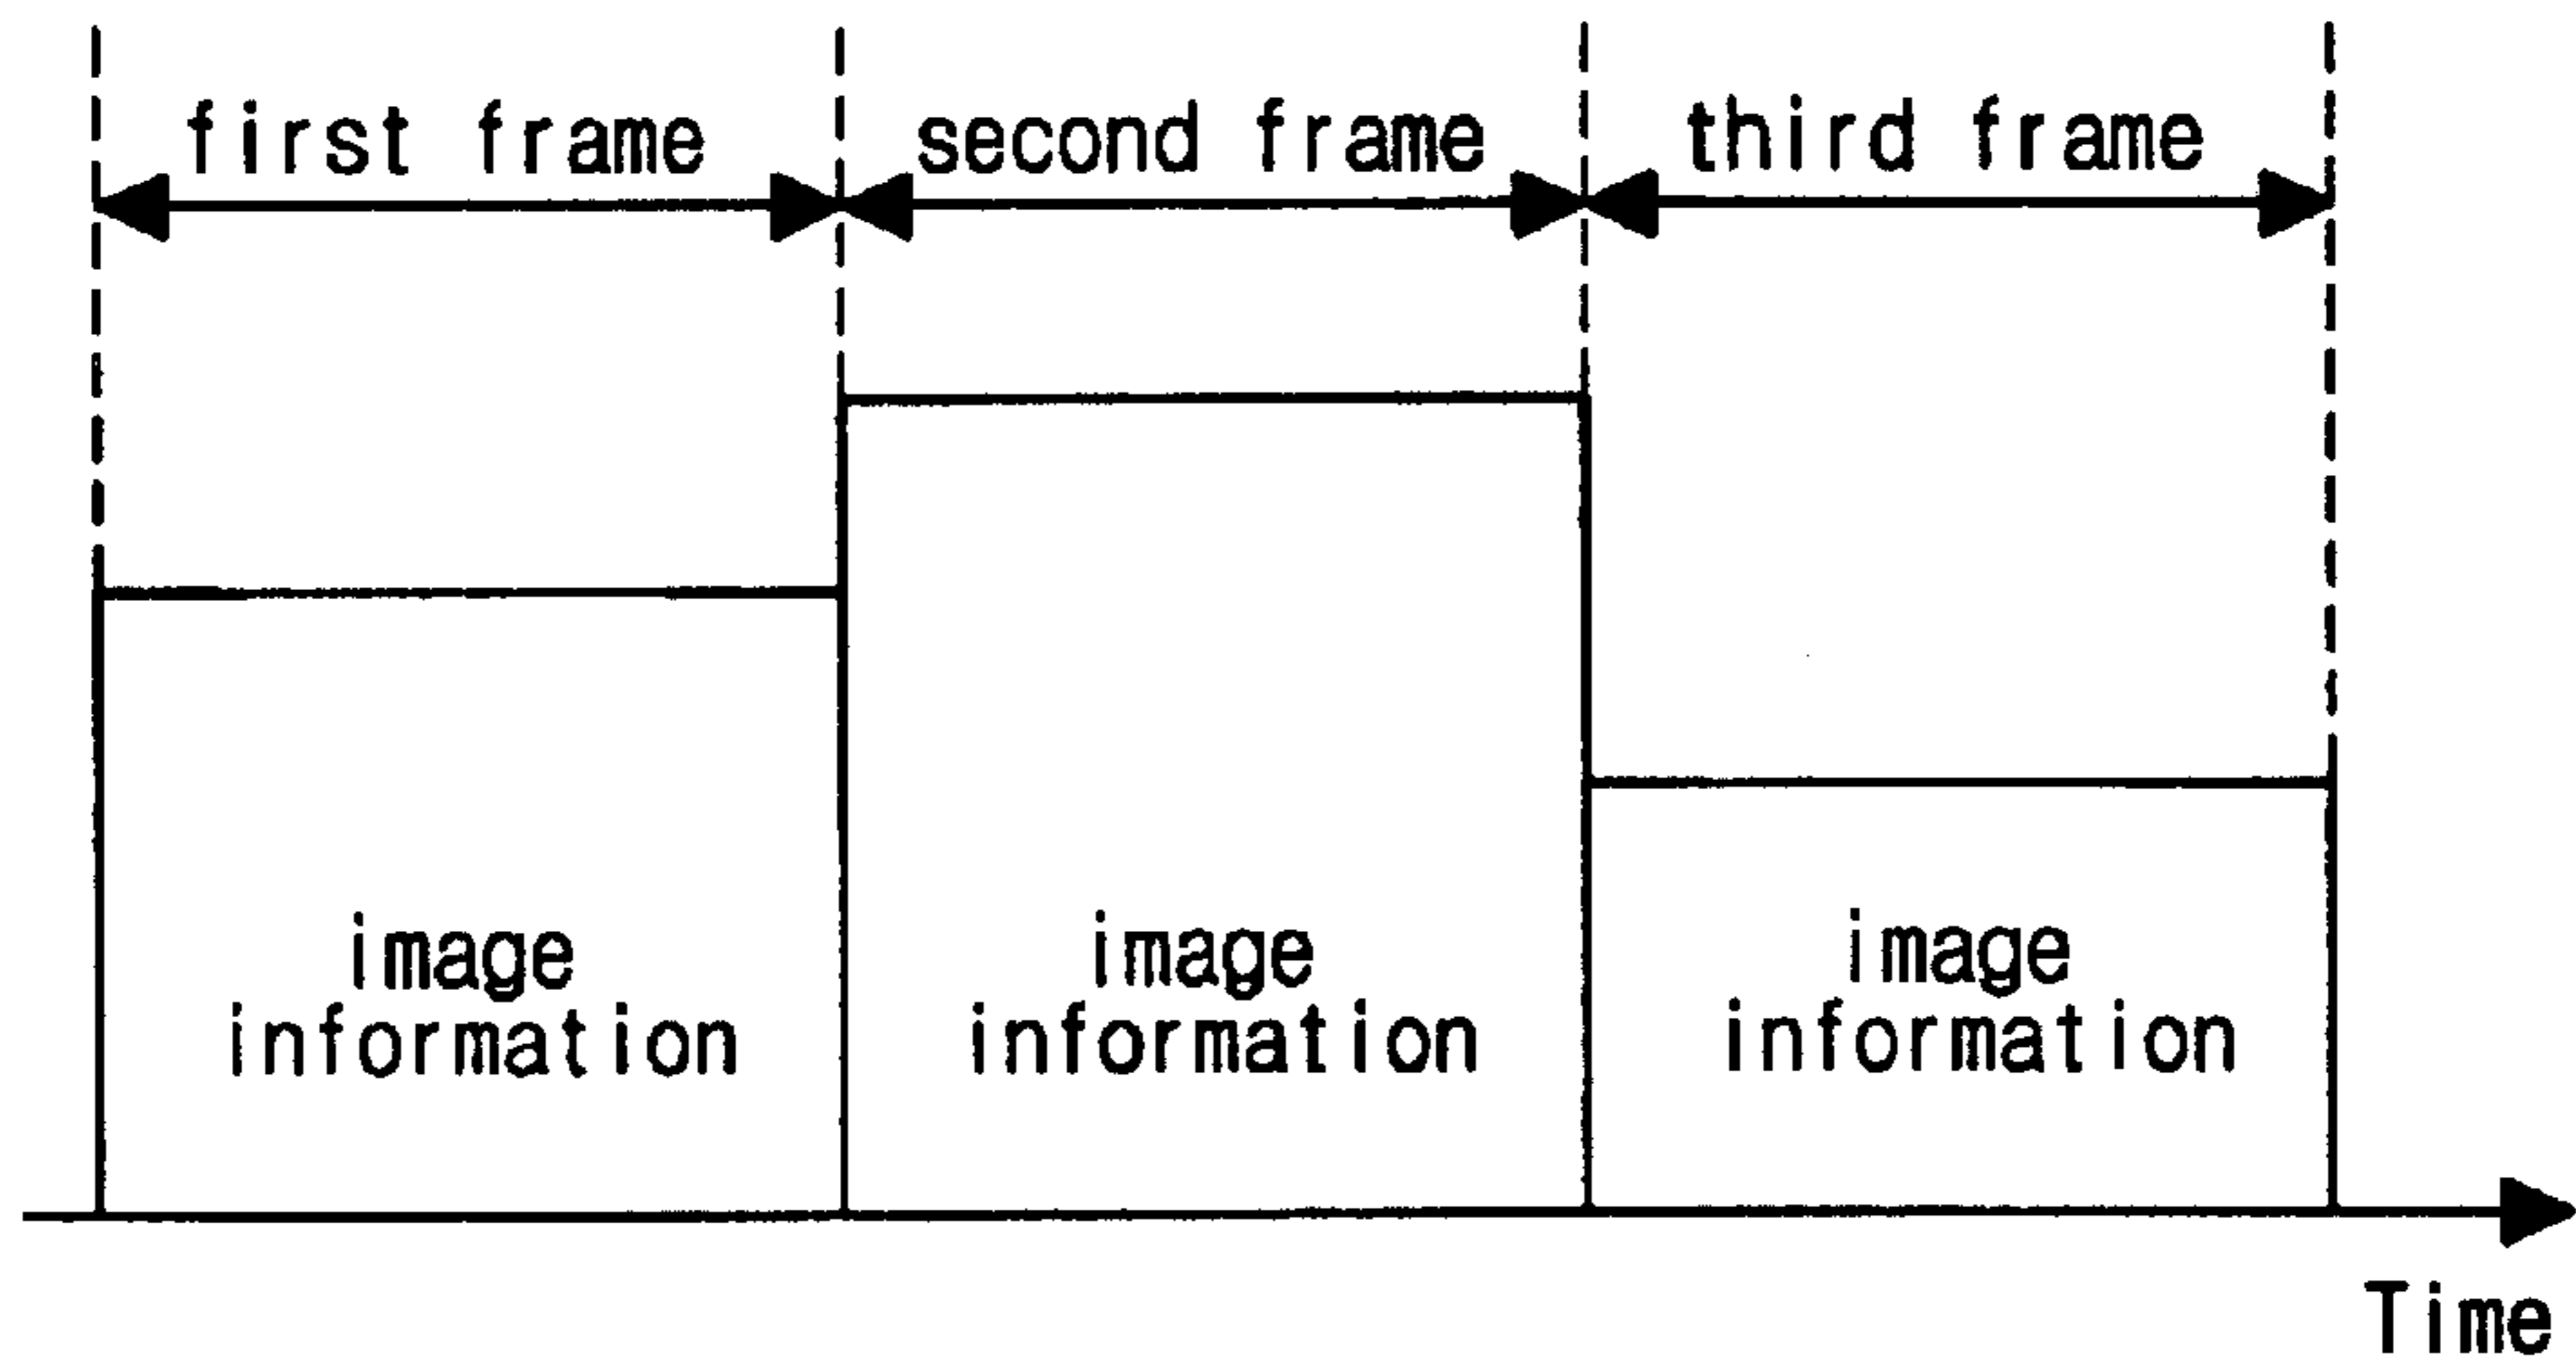 first frame
second frame
third frame
image
information
image
information
image
information
Time